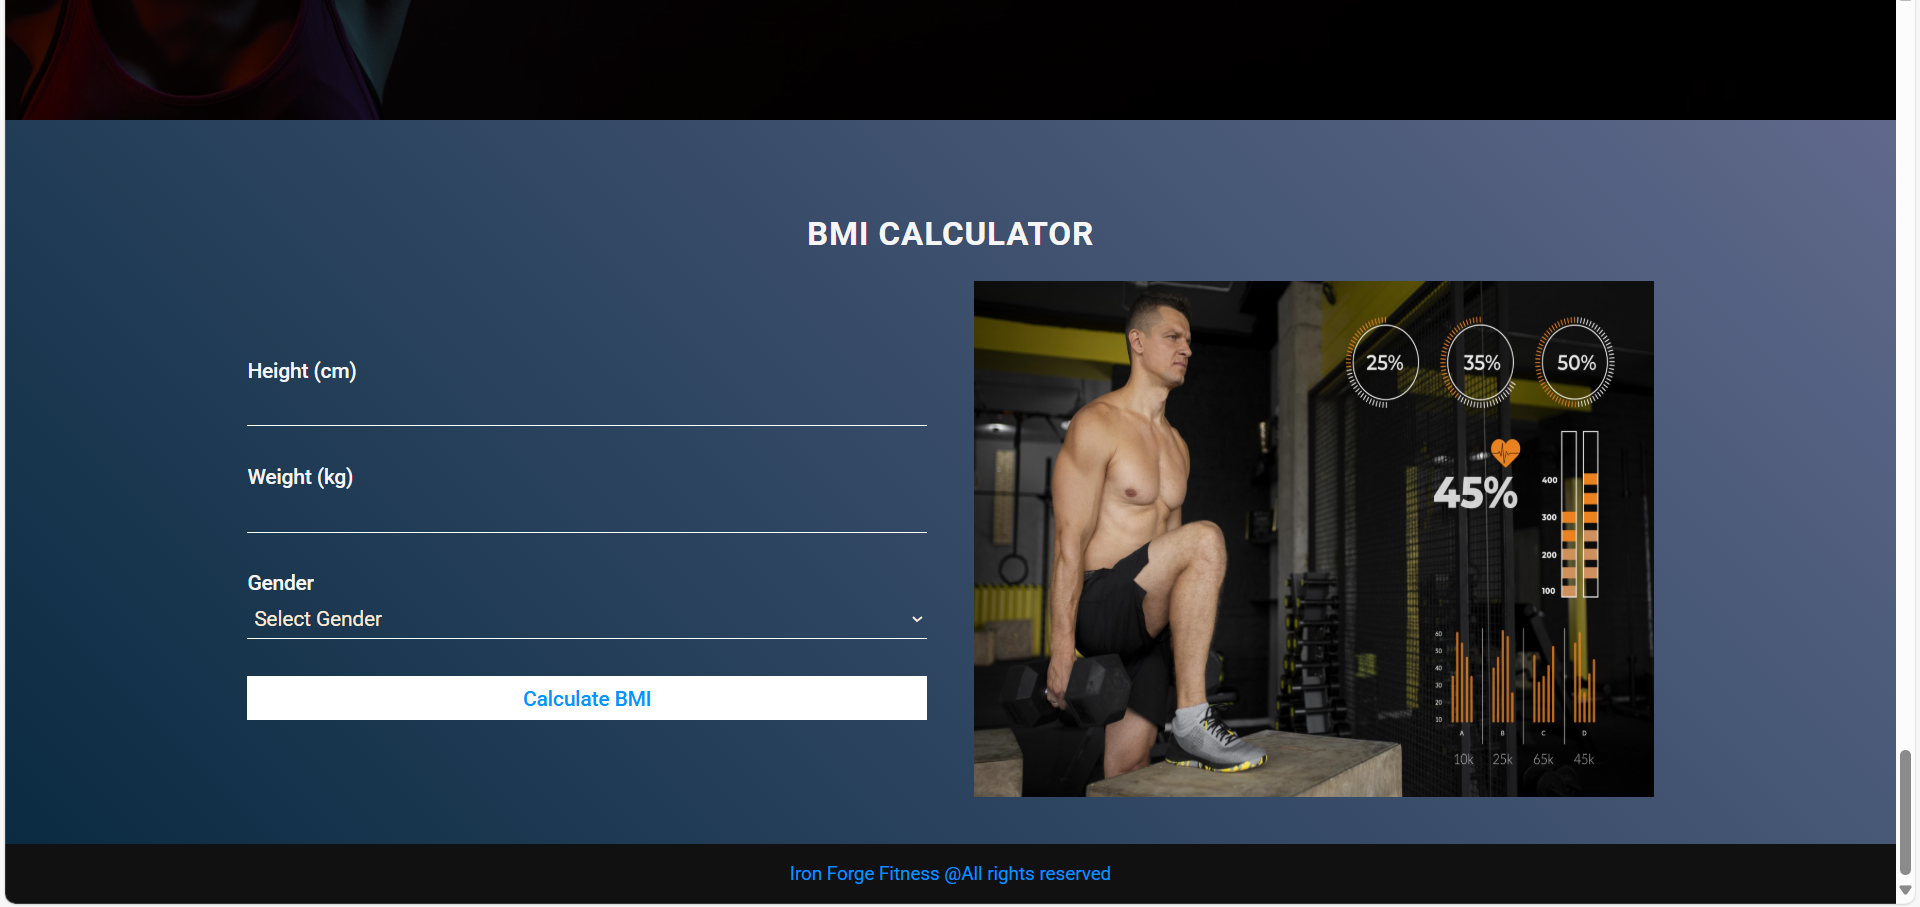 BMI CALCULATOR
Height (cm)
Weight (kg)
Gender
Select Gender
Calculate BMI
25% 35% 50%
45%
400
300
200
100
60
50
40
30
20
10
A B C D
10k 25k 65k 45k
Iron Forge Fitness @All rights reserved